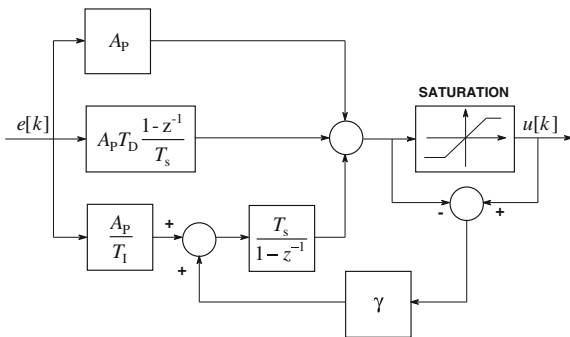 A_P
SATURATION
e[k]
u[k]
A_P T_D (1 - z^-1)/T_s
A_P/T_I
+
+
T_s/(1 - z^-1)
-
+
γ